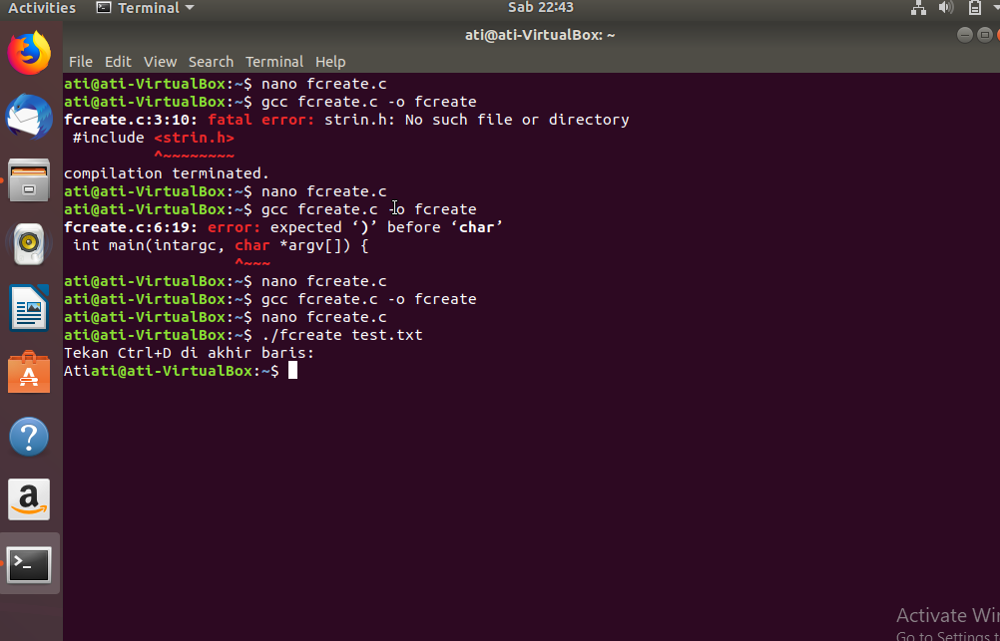 Activities Terminal Sab 22:43
ati@ati-VirtualBox: ~
File Edit View Search Terminal Help
ati@ati-VirtualBox:~$ nano fcreate.c
ati@ati-VirtualBox:~$ gcc fcreate.c -o fcreate
fcreate.c:3:10: fatal error: strin.h: No such file or directory
 #include <strin.h>
          ^~~~~~~~~
compilation terminated.
ati@ati-VirtualBox:~$ nano fcreate.c
ati@ati-VirtualBox:~$ gcc fcreate.c -o fcreate
fcreate.c:6:19: error: expected ‘)’ before ‘char’
 int main(intargc, char *argv[]) {
                   ^~~~
ati@ati-VirtualBox:~$ nano fcreate.c
ati@ati-VirtualBox:~$ gcc fcreate.c -o fcreate
ati@ati-VirtualBox:~$ nano fcreate.c
ati@ati-VirtualBox:~$ ./fcreate test.txt
Tekan Ctrl+D di akhir baris:
Atiati@ati-VirtualBox:~$
Activate Win
Go to Settings t